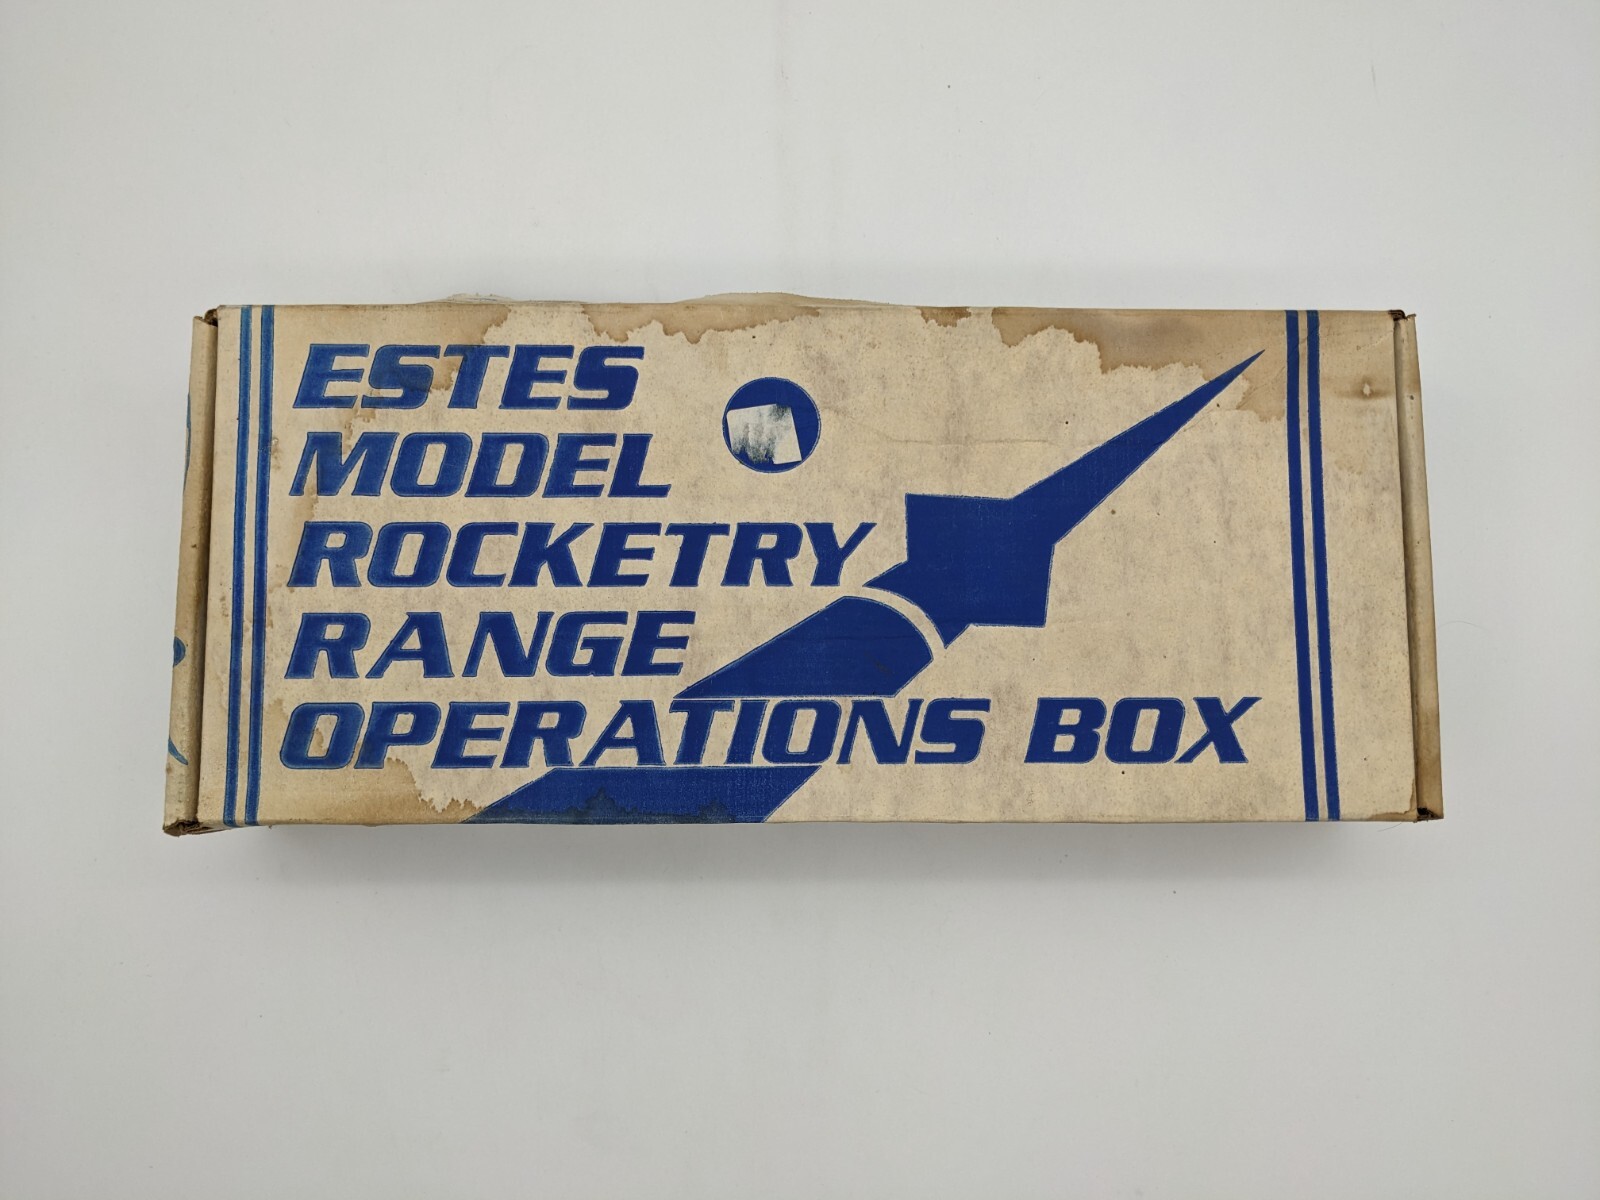 ESTES
MODEL
ROCKETRY
RANGE
OPERATIONS BOX